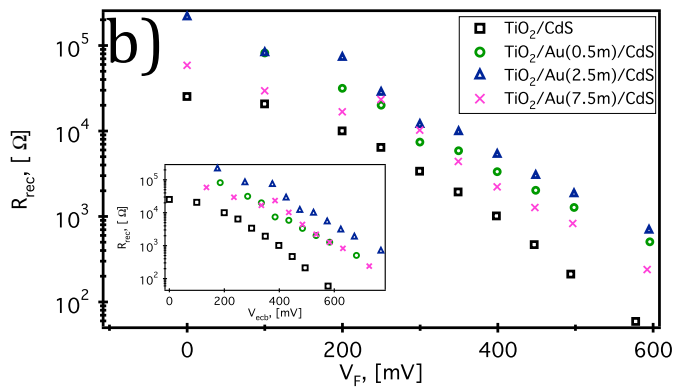 b)
TiO2/CdS
TiO2/Au(0.5m)/CdS
TiO2/Au(2.5m)/CdS
TiO2/Au(7.5m)/CdS
Rrec, [ Ω]
10^5
10^4
10^3
10^2
0
200
400
600
VF, [mV]
Rrec, [ Ω]
10^5
10^4
10^3
10^2
0
200
400
600
Vecb, [mV]